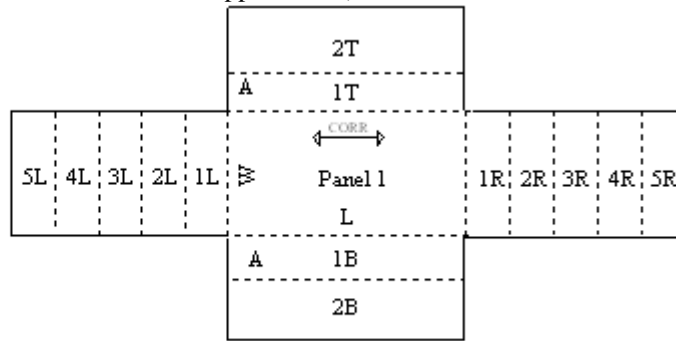 2T
A 1T
CORR
5L 4L 3L 2L 1L W Panel 1 1R 2R 3R 4R 5R
L
A 1B
2B